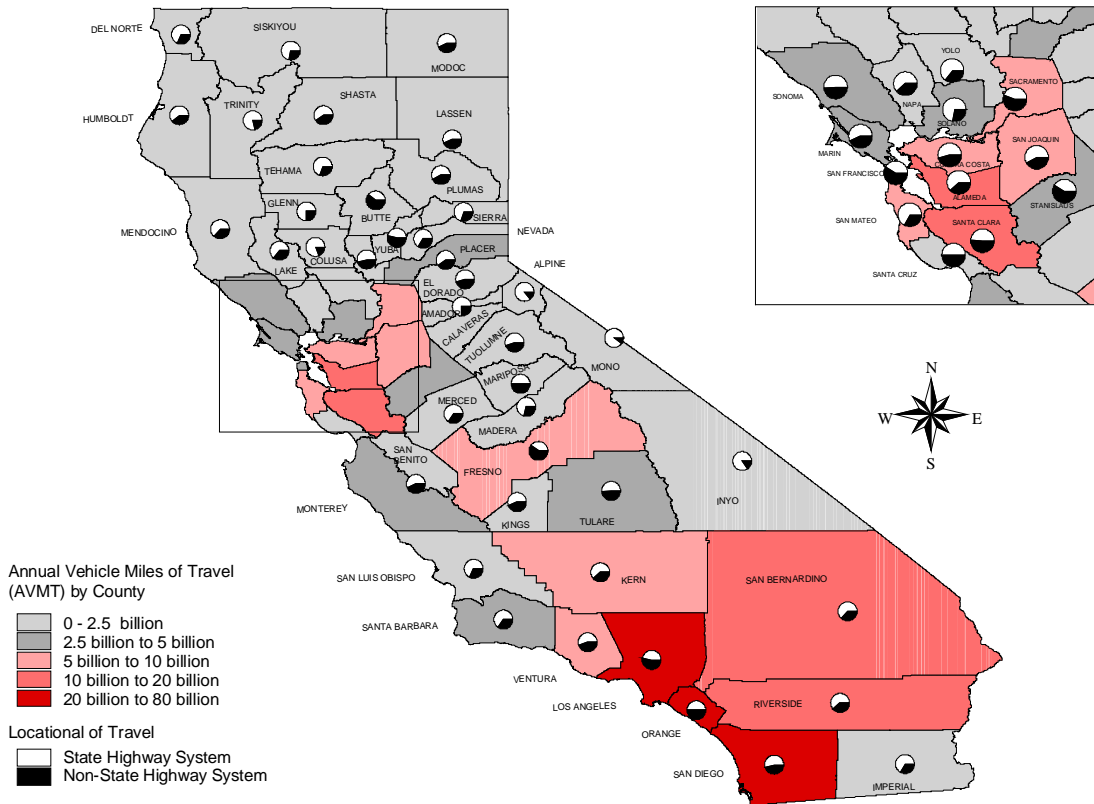 DEL NORTE
SISKIYOU
MODOC
HUMBOLDT
TRINITY
SHASTA
LASSEN
TEHAMA
PLUMAS
GLENN
BUTTE
SIERRA
MENDOCINO
NEVADA
COLUSA
YUBA
PLACER
LAKE
ALPINE
EL
DORADO
AMADOR
CALAVERAS
TUOLUMNE
MONO
MARIPOSA
MERCED
MADERA
SAN
BENITO
FRESNO
MONTEREY
KINGS
TULARE
INYO
SAN LUIS OBISPO
KERN
SAN BERNARDINO
SANTA BARBARA
VENTURA
LOS ANGELES
RIVERSIDE
ORANGE
SAN DIEGO
IMPERIAL
YOLO
SACRAMENTO
SONOMA
NAPA
SOLANO
MARIN
SAN JOAQUIN
SAN FRANCISCO
CONTRA COSTA
ALAMEDA
STANISLAUS
SAN MATEO
SANTA CLARA
SANTA CRUZ
N
W
E
S
Annual Vehicle Miles of Travel
(AVMT) by County
0 - 2.5 billion
2.5 billion to 5 billion
5 billion to 10 billion
10 billion to 20 billion
20 billion to 80 billion
Locational of Travel
State Highway System
Non-State Highway System